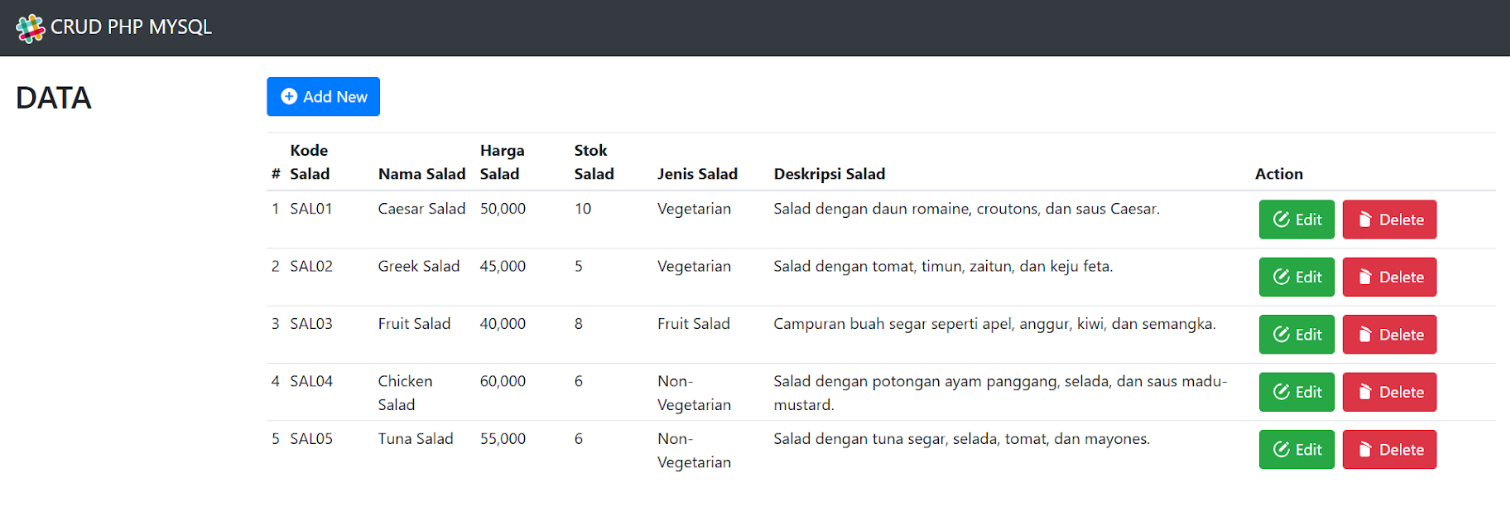 CRUD PHP MYSQL
DATA
Add New
# Kode Salad Nama Salad Harga Salad Stok Salad Jenis Salad Deskripsi Salad Action
1 SAL01 Caesar Salad 50,000 10 Vegetarian Salad dengan daun romaine, croutons, dan saus Caesar. Edit Delete
2 SAL02 Greek Salad 45,000 5 Vegetarian Salad dengan tomat, timun, zaitun, dan keju feta. Edit Delete
3 SAL03 Fruit Salad 40,000 8 Fruit Salad Campuran buah segar seperti apel, anggur, kiwi, dan semangka. Edit Delete
4 SAL04 Chicken Salad 60,000 6 Non-Vegetarian Salad dengan potongan ayam panggang, selada, dan saus madu-mustard. Edit Delete
5 SAL05 Tuna Salad 55,000 6 Non-Vegetarian Salad dengan tuna segar, selada, tomat, dan mayones. Edit Delete